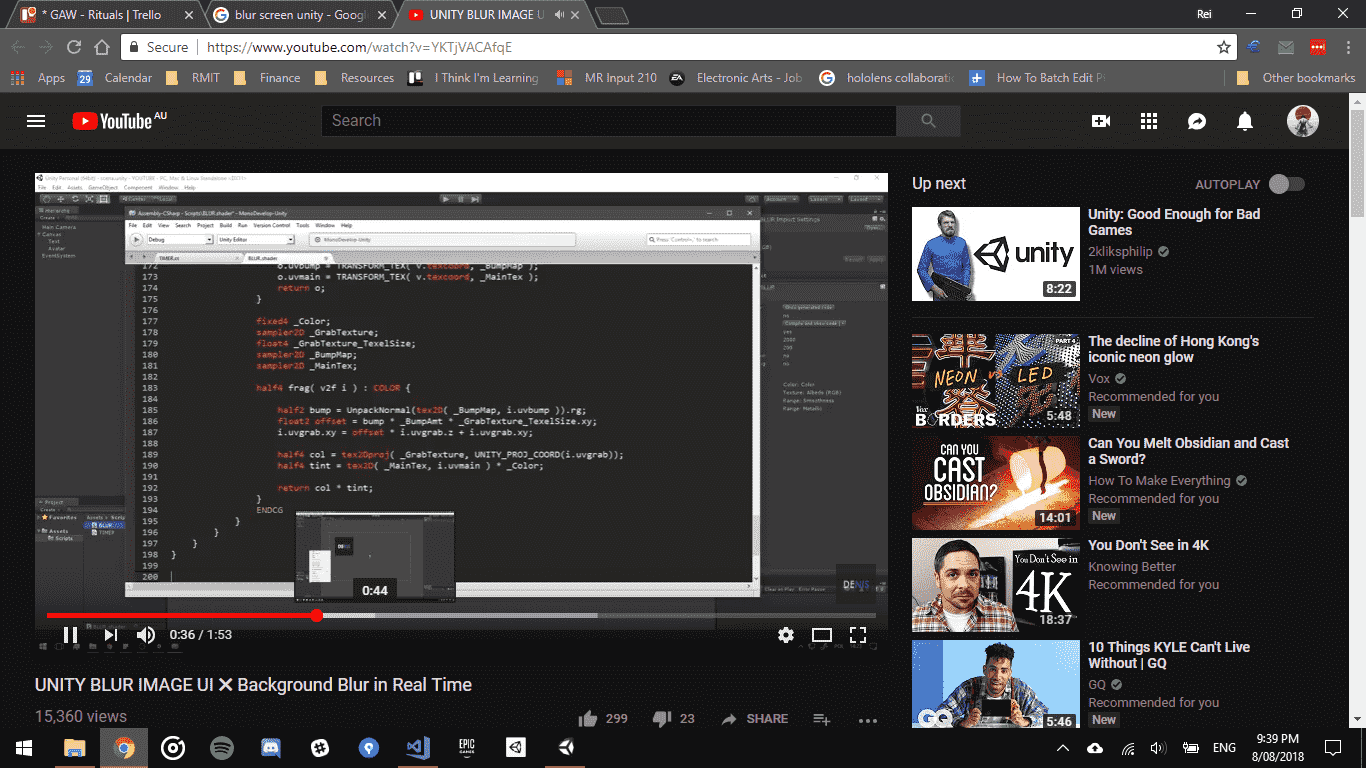 * GAW - Rituals | Trello
blur screen unity - Googl
UNITY BLUR IMAGE U
Rei
Secure
https://www.youtube.com/watch?v=YKTjVACAfqE
Apps
29
Calendar
RMIT
Finance
Resources
I Think I'm Learning
MR Input 210
EA
Electronic Arts - Job
hololens collaborati
How To Batch Edit P
Other bookmarks
YouTube AU
Search
File Edit Assets GameObject Component Window Help
Assembly-CSharp - Scripts\BLUR.shader* - MonoDevelop-Unity
File Edit View Search Project Build Run Version Control Tools Window Help
Debug
Unity Editor
MonoDevelop-Unity
Press 'Control+,' to search
TIMER.cs
BLUR.shader
Main Camera
Canvas
Text
Avatar
EventSystem
172 o.uvbump = TRANSFORM_TEX( v.texcoord, _BumpMap );
173 o.uvmain = TRANSFORM_TEX( v.texcoord, _MainTex );
174 return o;
175 }
176
177 fixed4 _Color;
178 sampler2D _GrabTexture;
179 float4 _GrabTexture_TexelSize;
180 sampler2D _BumpMap;
181 sampler2D _MainTex;
182
183 half4 frag( v2f i ) : COLOR {
184
185 half2 bump = UnpackNormal(tex2D( _BumpMap, i.uvbump )).rg;
186 float2 offset = bump * _BumpAmt * _GrabTexture_TexelSize.xy;
187 i.uvgrab.xy = offset * i.uvgrab.z + i.uvgrab.xy;
188
189 half4 col = tex2Dproj( _GrabTexture, UNITY_PROJ_COORD(i.uvgrab));
190 half4 tint = tex2D( _MainTex, i.uvmain ) * _Color;
191
192 return col * tint;
193 }
194 ENDCG
195 }
196 }
197 }
198 }
199
200
Color: Color
Texture: Albedo (RGB)
Range: Smoothness
Range: Metallic
Project
Favorites
Assets
Scripts
BLUR
TIMER
DENIS
0:44
0:36 / 1:53
UNITY BLUR IMAGE UI ❌ Background Blur in Real Time
15,360 views
299
23
SHARE
Up next
AUTOPLAY
unity
8:22
Unity: Good Enough for Bad
Games
2kliksphilip
1M views
PART 4
NEON vs LED
Vox
BORDERS
5:48
The decline of Hong Kong's
iconic neon glow
Vox
Recommended for you
New
CAN YOU
CAST
OBSIDIAN?
14:01
Can You Melt Obsidian and Cast
a Sword?
How To Make Everything
Recommended for you
New
You Don't See in
4K
18:37
You Don't See in 4K
Knowing Better
Recommended for you
GQ
5:46
10 Things KYLE Can't Live
Without | GQ
GQ
Recommended for you
New
EPIC
GAMES
ENG
9:39 PM
8/08/2018